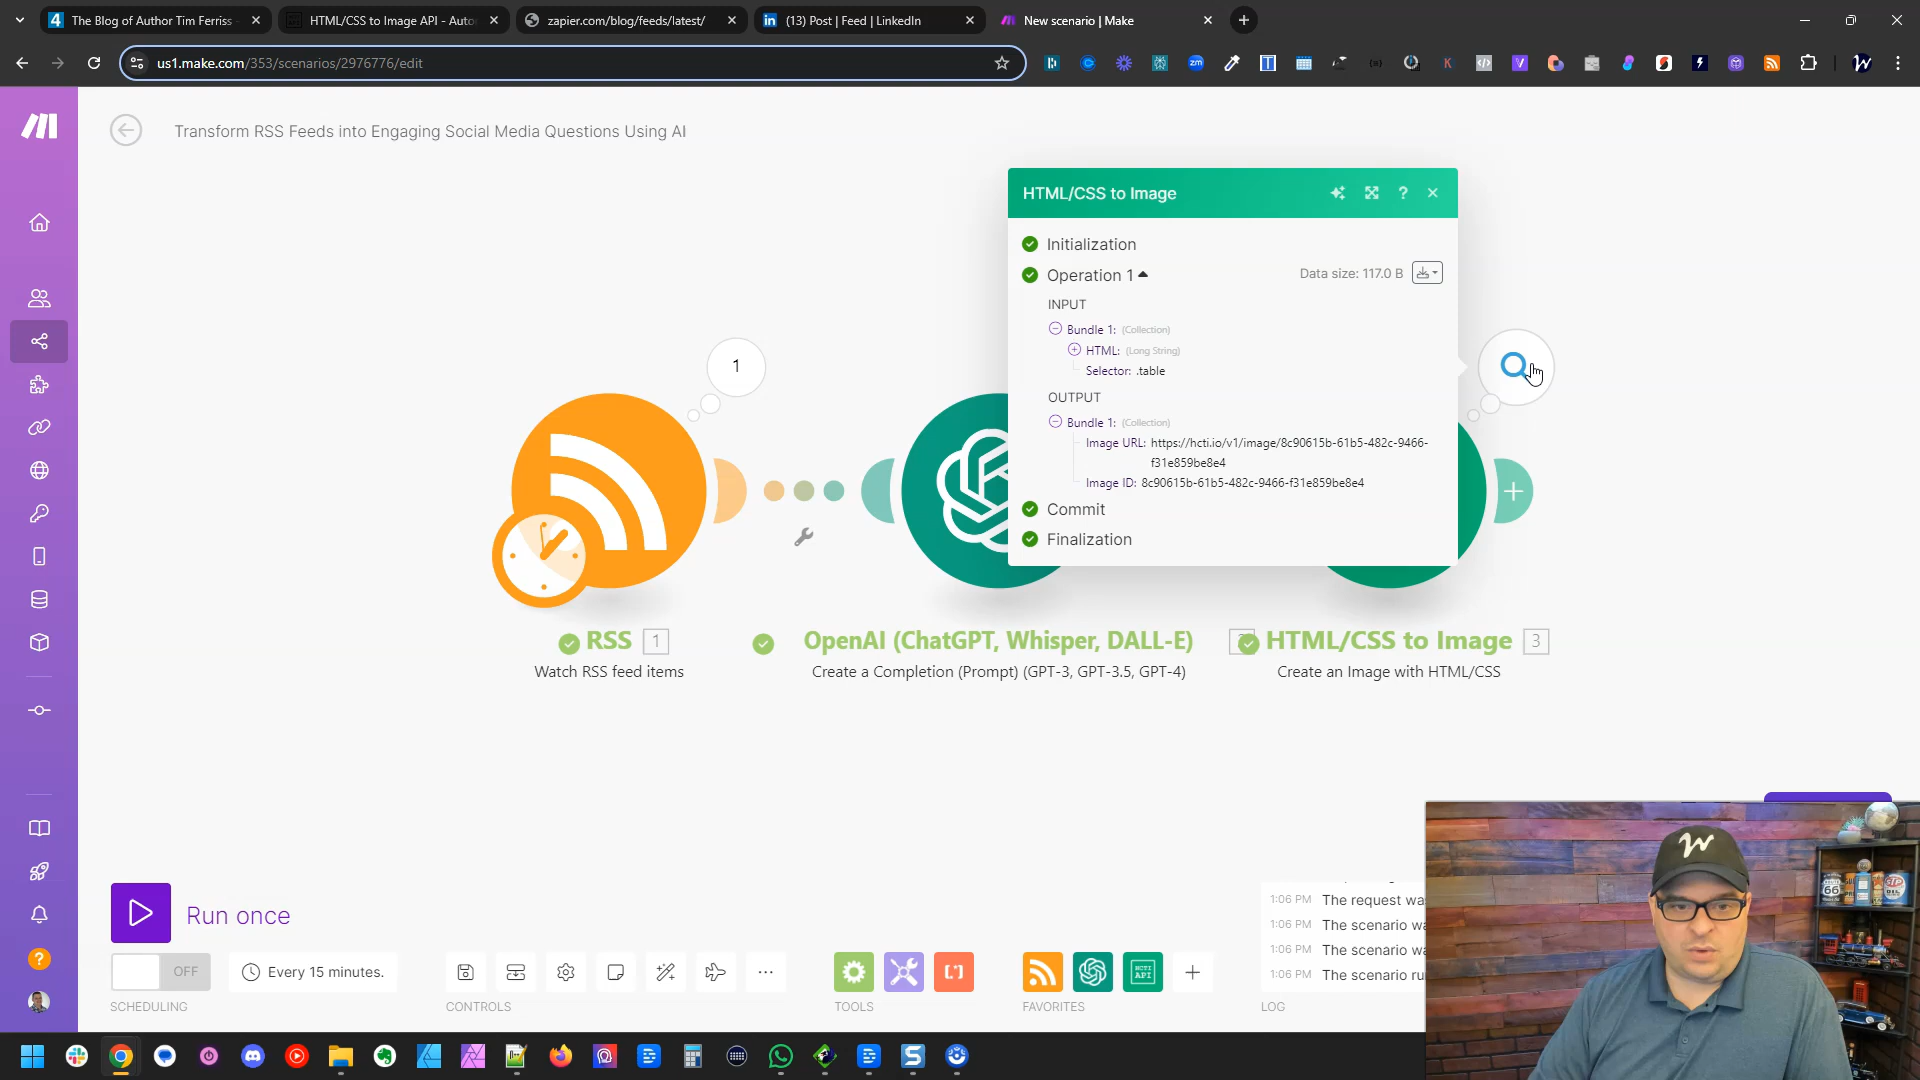 The Blog of Author Tim Ferriss
HTML/CSS to Image API - Auto
zapier.com/blog/feeds/latest/
(13) Post | Feed | LinkedIn
New scenario | Make
us1.make.com/353/scenarios/2976776/edit
Transform RSS Feeds into Engaging Social Media Questions Using AI
HTML/CSS to Image
Initialization
Operation 1
Data size: 117.0 B
INPUT
Bundle 1: (Collection)
HTML: (Long String)
Selector: .table
OUTPUT
Bundle 1: (Collection)
Image URL: https://hcti.io/v1/image/8c90615b-61b5-482c-9466-
f31e859be8e4
Image ID: 8c90615b-61b5-482c-9466-f31e859be8e4
Commit
Finalization
1
RSS 1
Watch RSS feed items
OpenAI (ChatGPT, Whisper, DALL-E)
Create a Completion (Prompt) (GPT-3, GPT-3.5, GPT-4)
HTML/CSS to Image 3
Create an Image with HTML/CSS
Run once
OFF
Every 15 minutes.
SCHEDULING
CONTROLS
TOOLS
HCTI
API
FAVORITES
LOG
1:06 PM The request wa
1:06 PM The scenario wa
1:06 PM The scenario wa
1:06 PM The scenario ru
ROUTE
66
STP